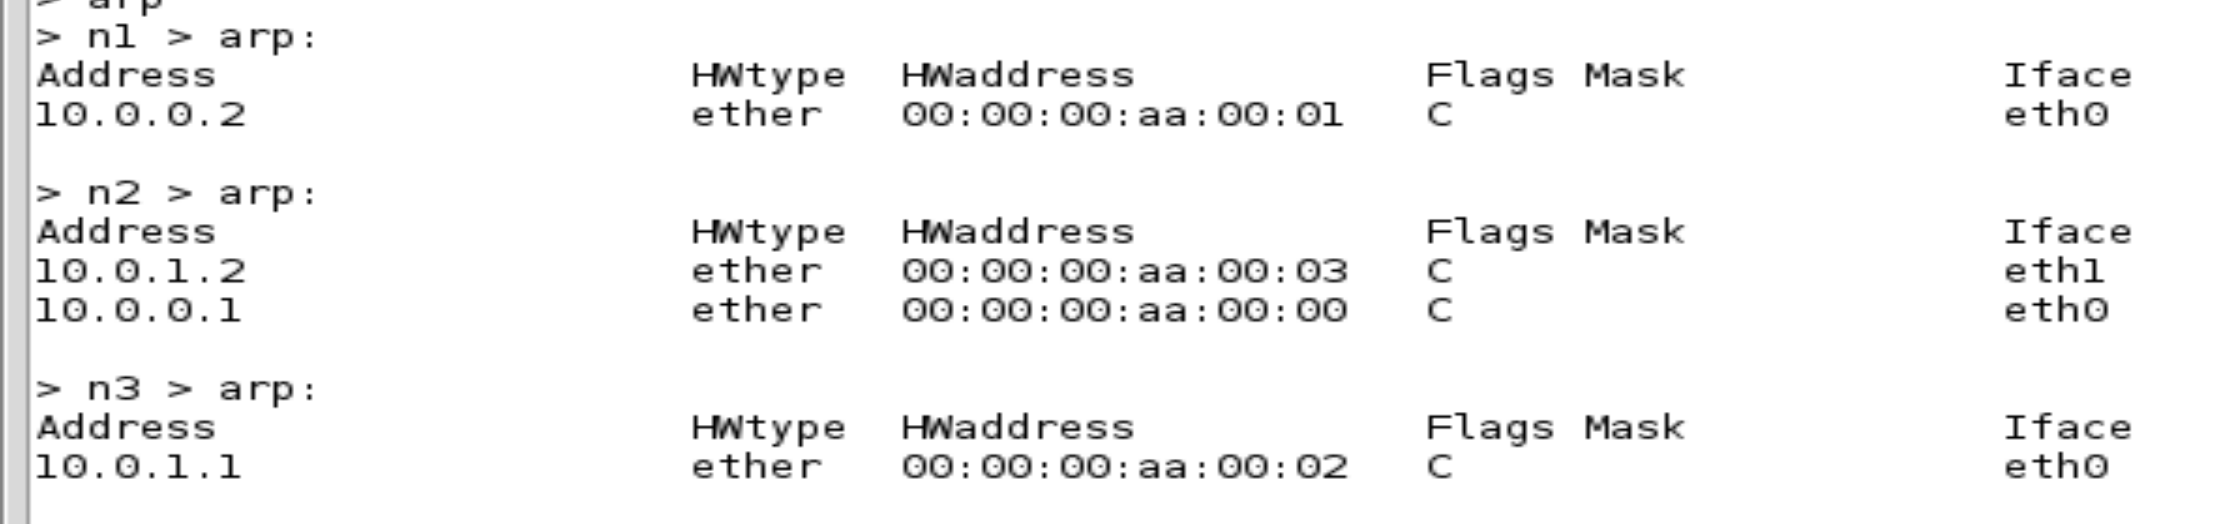 > arp
> n1 > arp:
Address HWtype HWaddress Flags Mask Iface
10.0.0.2 ether 00:00:00:aa:00:01 C eth0
> n2 > arp:
Address HWtype HWaddress Flags Mask Iface
10.0.1.2 ether 00:00:00:aa:00:03 C eth1
10.0.0.1 ether 00:00:00:aa:00:00 C eth0
> n3 > arp:
Address HWtype HWaddress Flags Mask Iface
10.0.1.1 ether 00:00:00:aa:00:02 C eth0